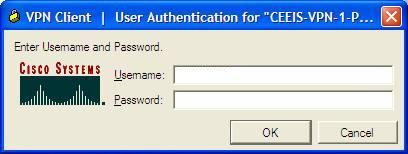 VPN Client | User Authentication for "CEEIS-VPN-1-P...
Enter Username and Password.
CISCO SYSTEMS
Username:
Password:
OK Cancel